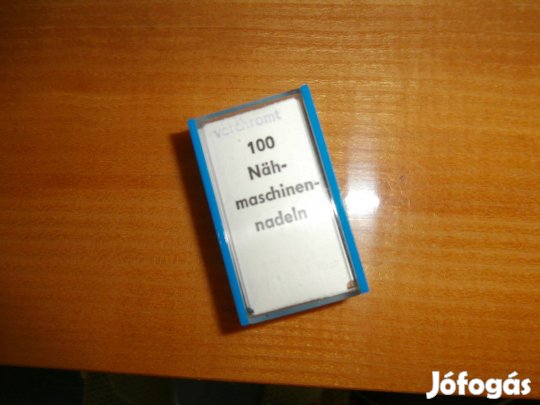 verchromt
100
Näh-
maschinen-
nadeln
Jófogás